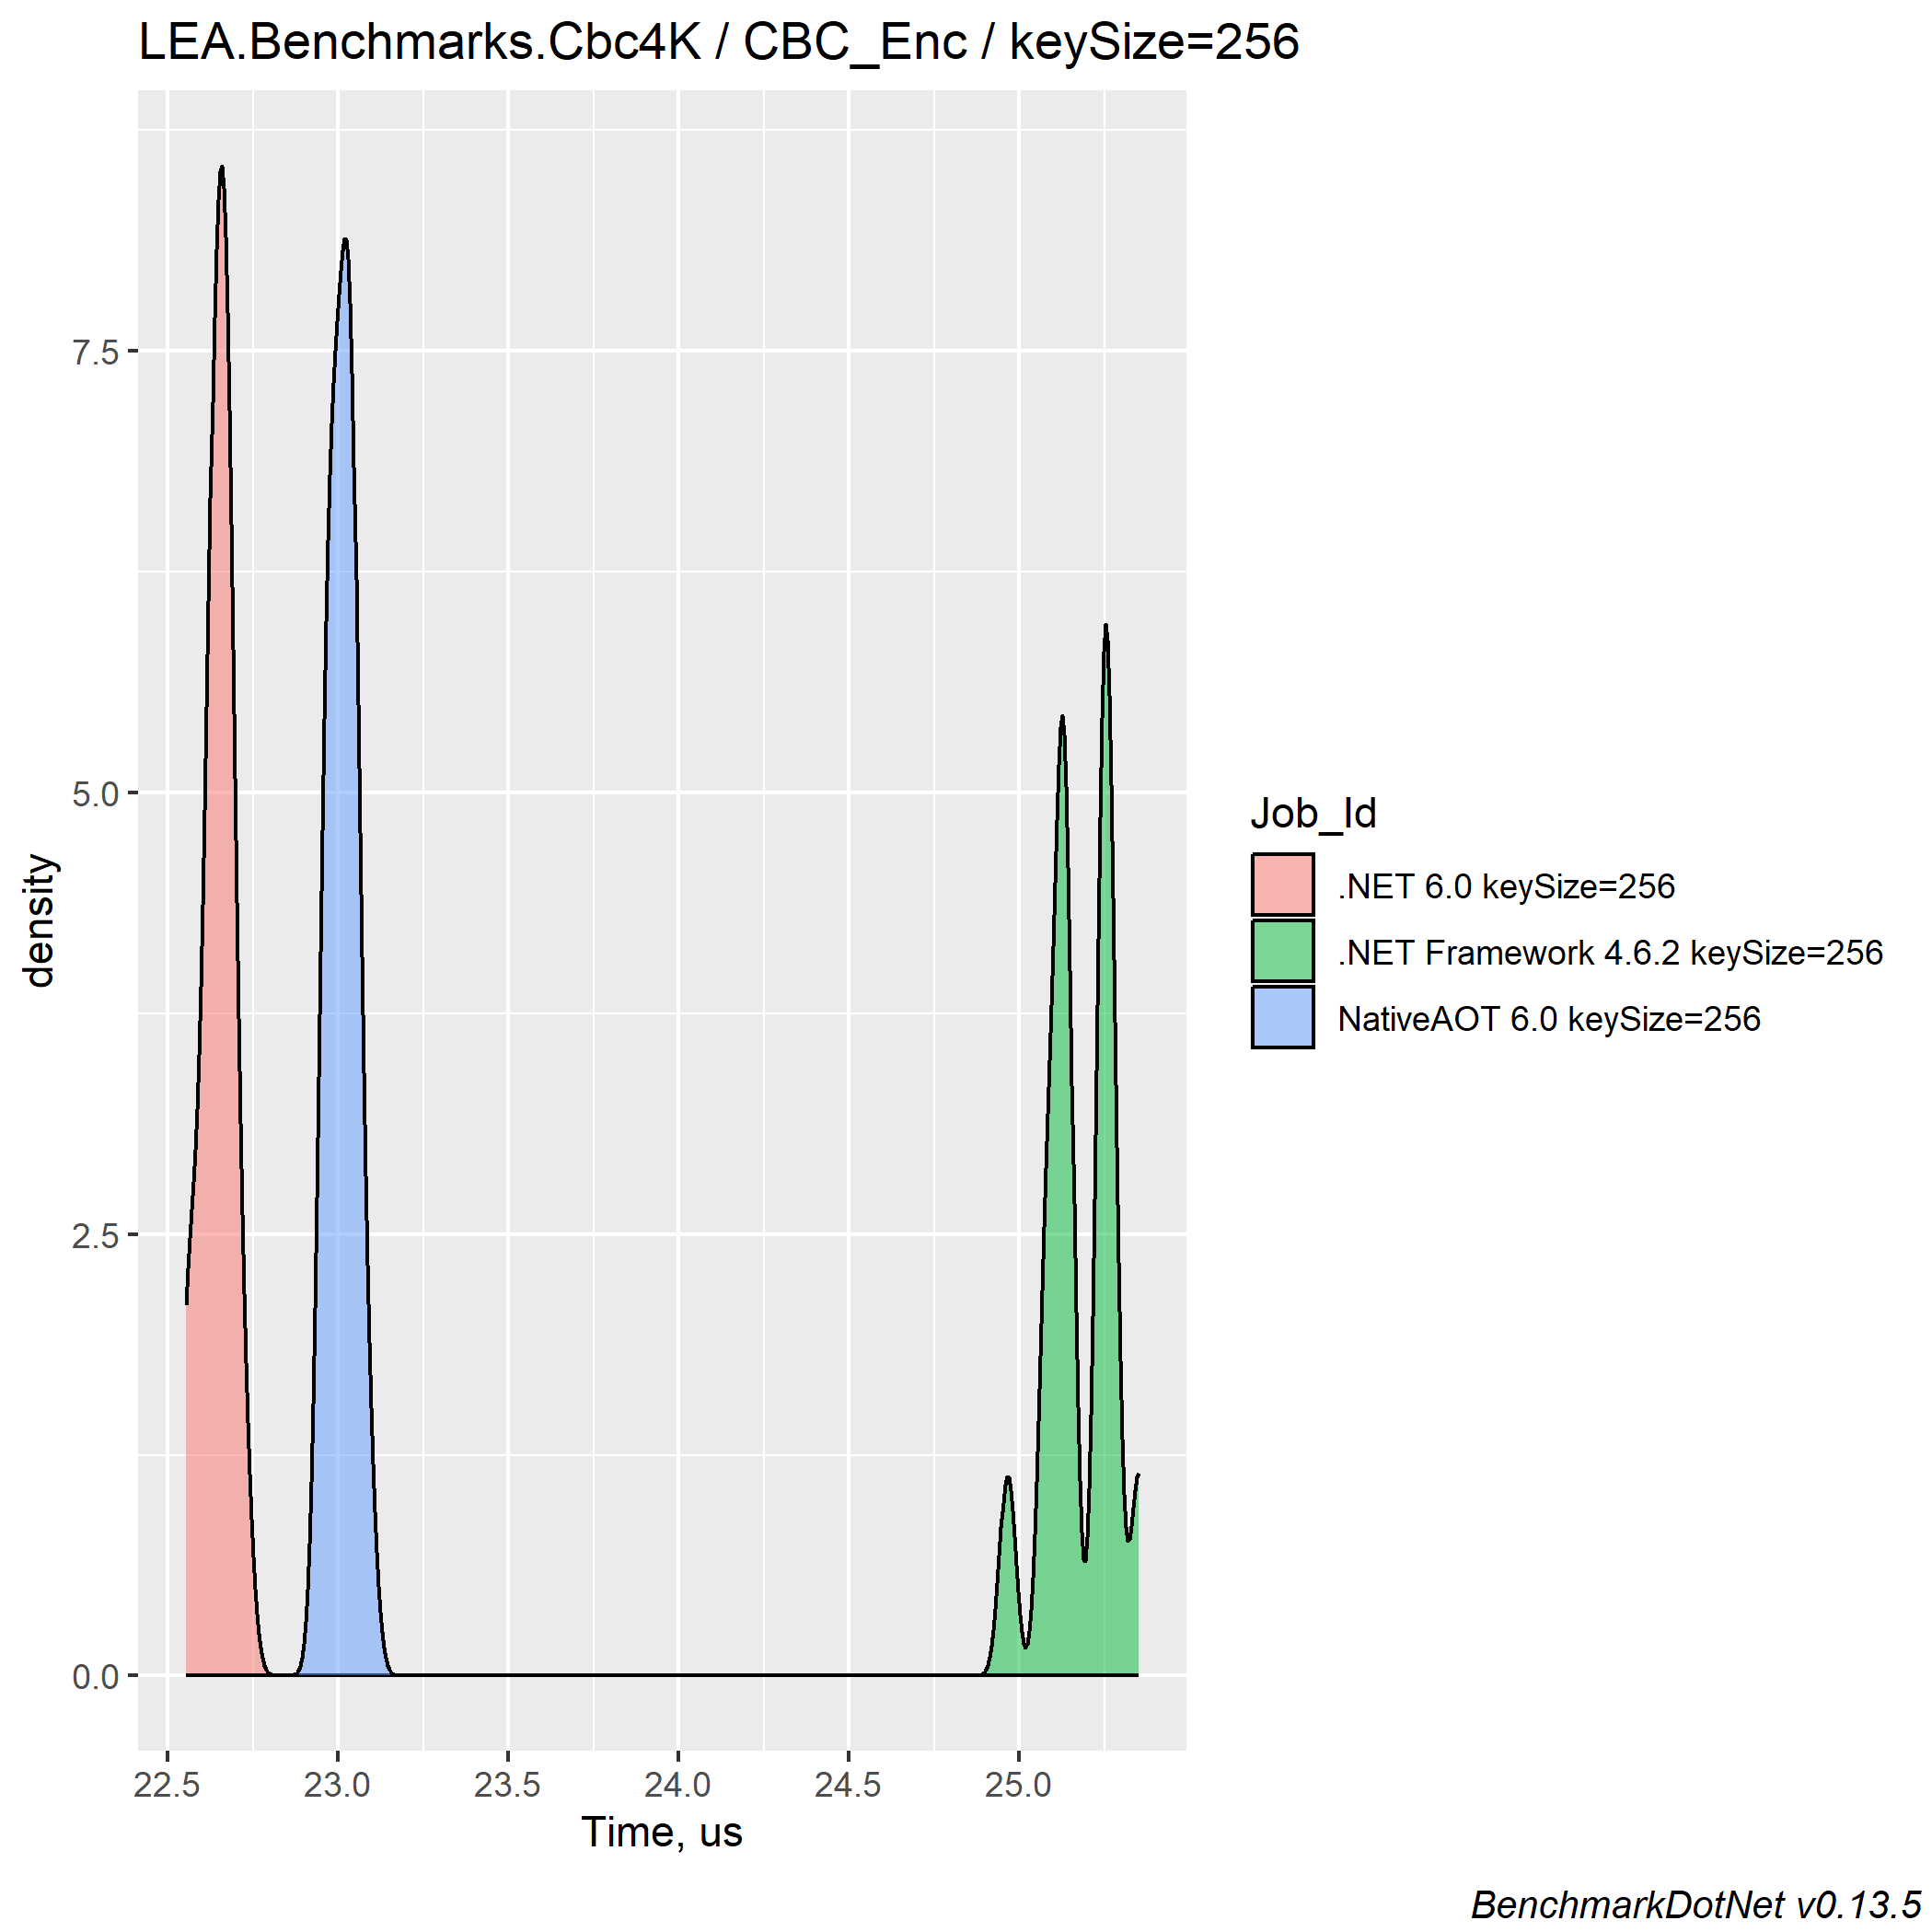 LEA.Benchmarks.Cbc4K / CBC_Enc / keySize=256
7.5
5.0
2.5
0.0
density
22.5 23.0 23.5 24.0 24.5 25.0
Time, us
Job_Id
.NET 6.0 keySize=256
.NET Framework 4.6.2 keySize=256
NativeAOT 6.0 keySize=256
BenchmarkDotNet v0.13.5